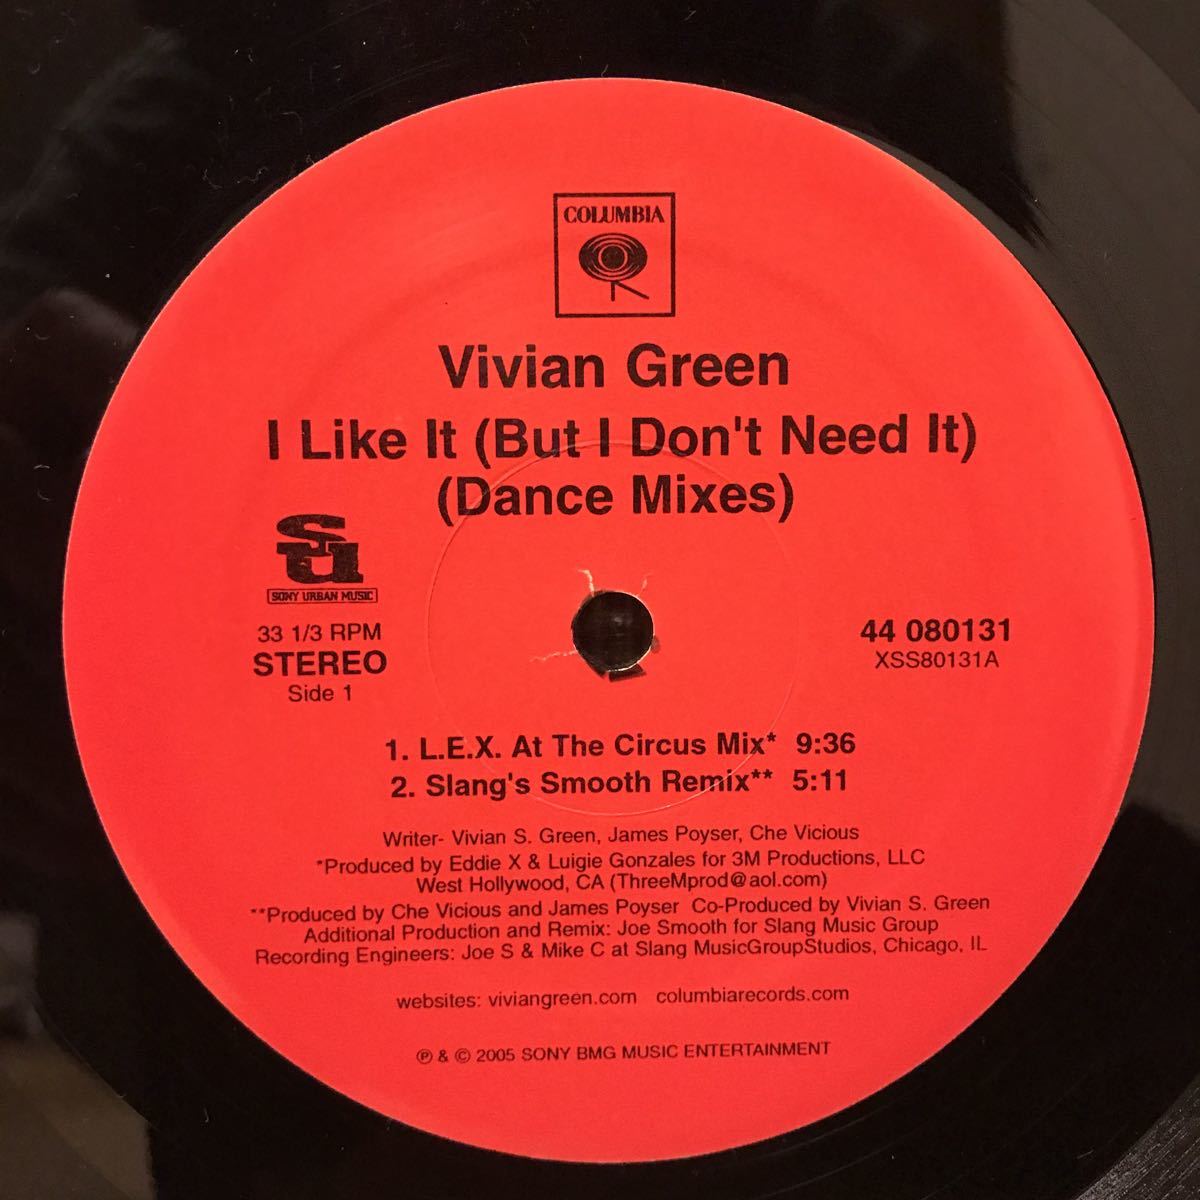 COLUMBIA
Vivian Green
I Like It (But I Don't Need It)
(Dance Mixes)
su
SONY URBAN MUSIC
33 1/3 RPM
STEREO
Side 1
44 080131
XSS80131A
1. L.E.X. At The Circus Mix* 9:36
2. Slang's Smooth Remix** 5:11
Writer- Vivian S. Green, James Poyser, Che Vicious
*Produced by Eddie X & Luigie Gonzales for 3M Productions, LLC
West Hollywood, CA (ThreeMprod@aol.com)
**Produced by Che Vicious and James Poyser Co-Produced by Vivian S. Green
Additional Production and Remix: Joe Smooth for Slang Music Group
Recording Engineers: Joe S & Mike C at Slang MusicGroupStudios, Chicago, IL
websites: viviangreen.com columbiarecords.com
℗ & © 2005 SONY BMG MUSIC ENTERTAINMENT